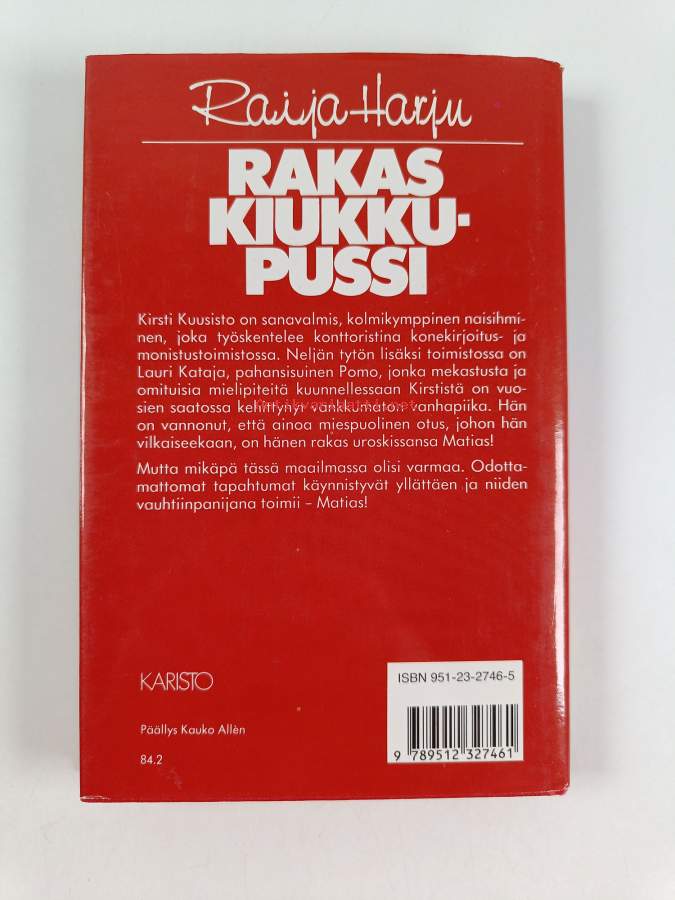 Raija Harju
RAKAS
KIUKKU-
PUSSI
Kirsti Kuusisto on sanavalmis, kolmikymppinen naisihmi-
nen, joka työskentelee konttoristina konekirjoitus- ja
monistustoimistossa. Neljän tytön lisäksi toimistossa on
Lauri Kataja, pahansisuinen Pomo, jonka mekastusta ja
omituisia mielipiteitä kuunnellessaan Kirstistä on vuo-
sien saatossa kehittynyt vankkumaton vanhapiika. Hän
on vannonut, että ainoa miespuolinen otus, johon hän
vilkaiseekaan, on hänen rakas uroskissansa Matias!
Mutta mikäpä tässä maailmassa olisi varmaa. Odotta-
mattomat tapahtumat käynnistyvät yllättäen ja niiden
vauhtiinpanijana toimii – Matias!
KARISTO
Päällys Kauko Allèn
84.2
ISBN 951-23-2746-5
9 789512 327461